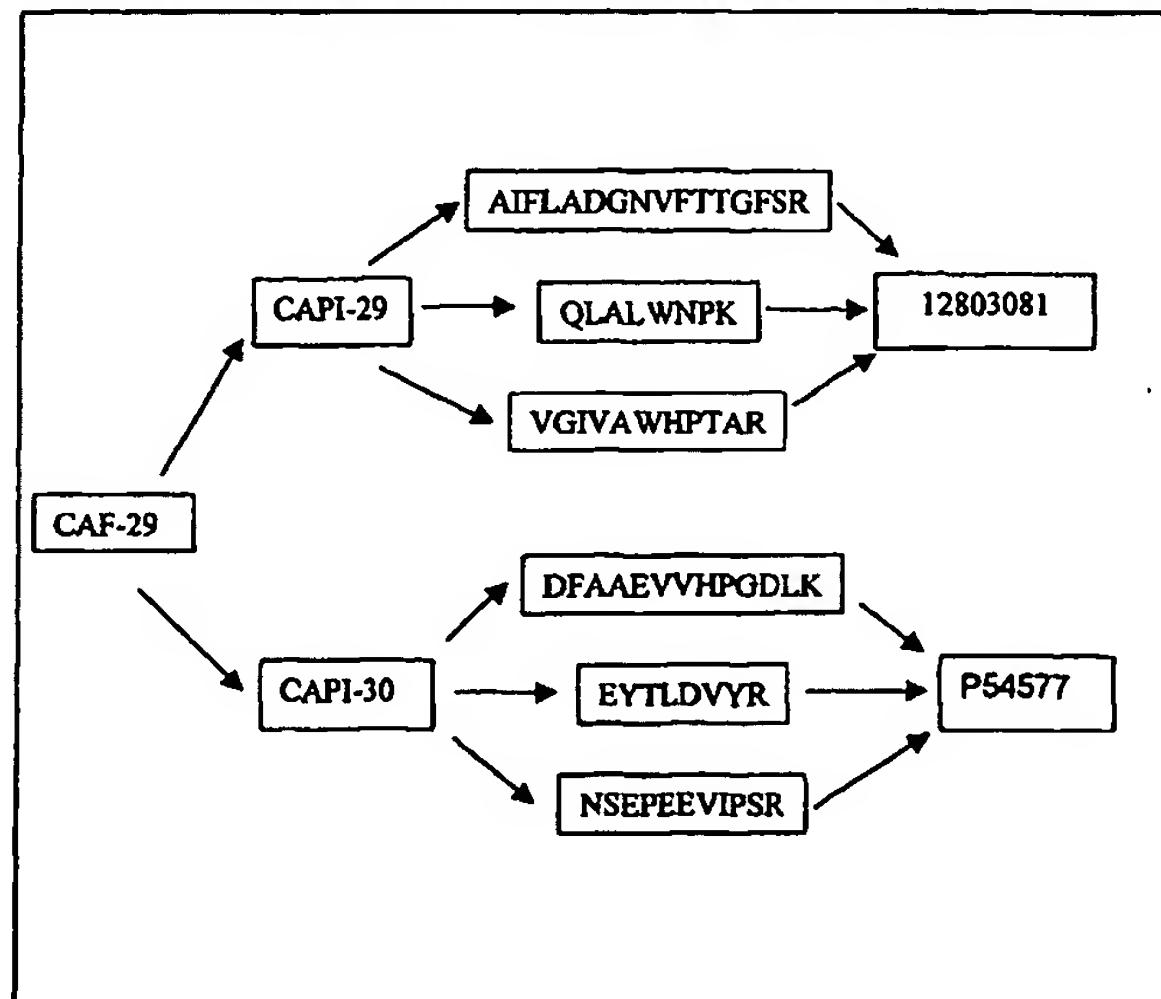 AIFLADGNVFTTGFSR
CAPI-29
QLALWNPK
12803081
VGIVAWHPTAR
CAF-29
DFAAEVVHPGDLK
CAPI-30
EYTLDVYR
P54577
NSEPEEVIPSR